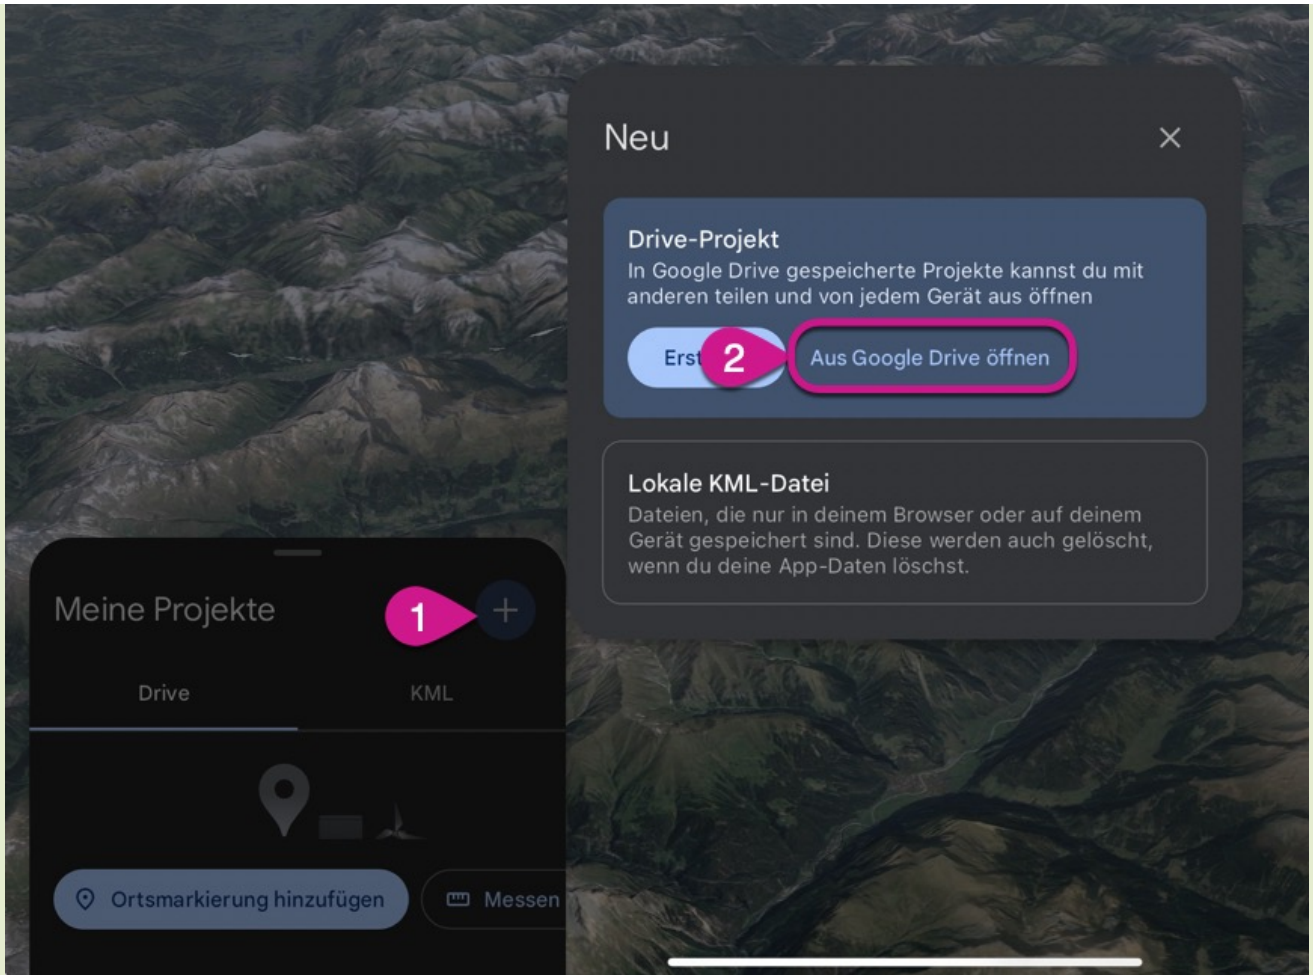 Neu
Drive-Projekt
In Google Drive gespeicherte Projekte kannst du mit
anderen teilen und von jedem Gerät aus öffnen
Erst
2
Aus Google Drive öffnen
Lokale KML-Datei
Dateien, die nur in deinem Browser oder auf deinem
Gerät gespeichert sind. Diese werden auch gelöscht,
wenn du deine App-Daten löschst.
Meine Projekte
1
Drive
KML
Ortsmarkierung hinzufügen
Messen